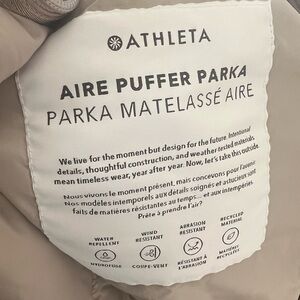 ATHLETA
AIRE PUFFER PARKA
PARKA MATELASSÉ AIRE
We live for the moment but design for the future. Intentional
details, thoughtful construction, and weather tested materials
mean timeless wear, year after year. Now, let's take this outside.
Nous vivons le moment présent, mais concevons pour l'avenir
Nos modèles intemporels aux détails soignés et astucieux sont
faits de matières résistantes au temps... et aux intempéries.
Prête à prendre l'air?
WATER
REPELLENT
WIND
RESISTANT
ABRASION
RESISTANT
RECYCLED
MATERIAL
HYDROFUGE
COUPE-VENT
RÉSISTANT À
L'ABRASION
MATIÈRE
RECYCLÉE